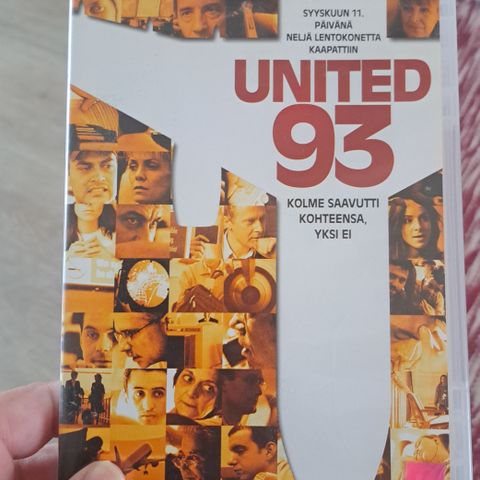 SYYSKUUN 11.
PÄIVÄNÄ
NELJÄ LENTOKONETTA
KAAPATTIIN
UNITED
93
KOLME SAAVUTTI
KOHTEENSA,
YKSI EI